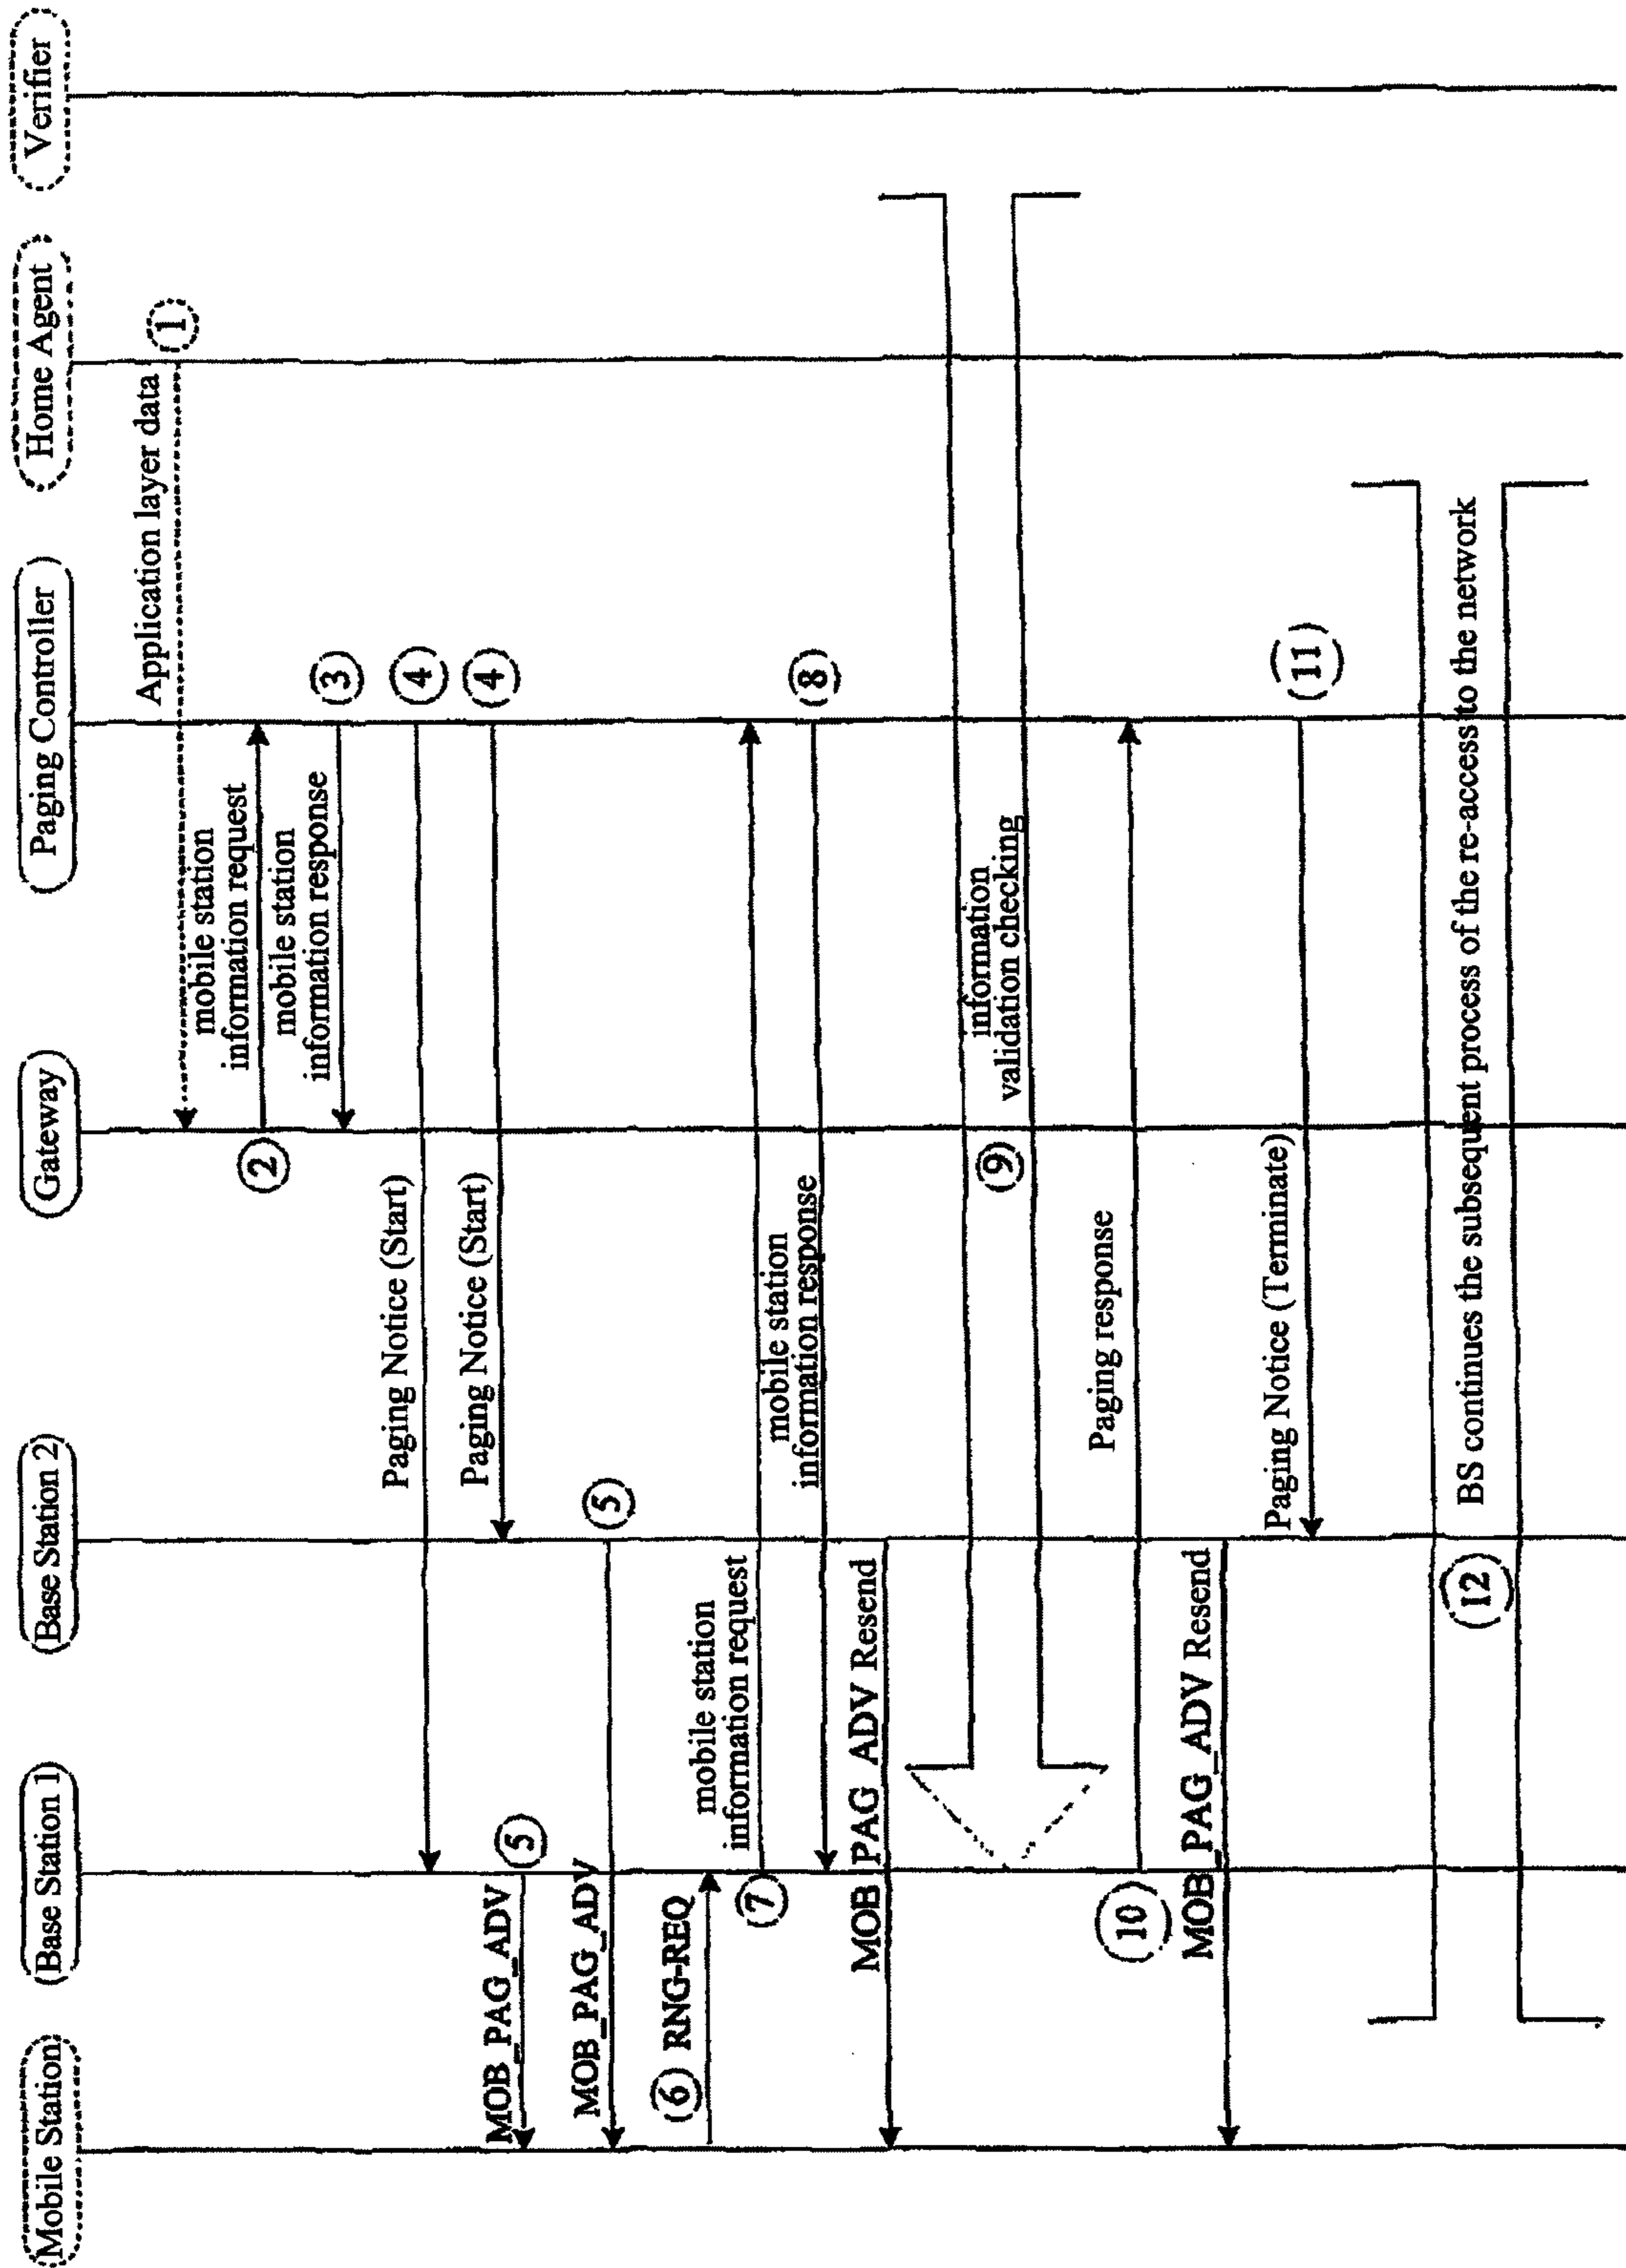 Mobile Station
Base Station 1
Base Station 2
Gateway
Paging Controller
Home Agent
Verifier
Application layer data
1
mobile station
information request
2
mobile station
information response
3
Paging Notice (Start)
4
Paging Notice (Start)
4
MOB_PAG_ADV
5
MOB_PAG_ADV
5
6
RNG-REQ
mobile station
information request
7
mobile station
information response
8
MOB PAG_ADV Resend
information
validation checking
9
Paging response
10
MOB_PAG_ADV Resend
Paging Notice (Terminate)
11
12
BS continues the subsequent process of the re-access to the network